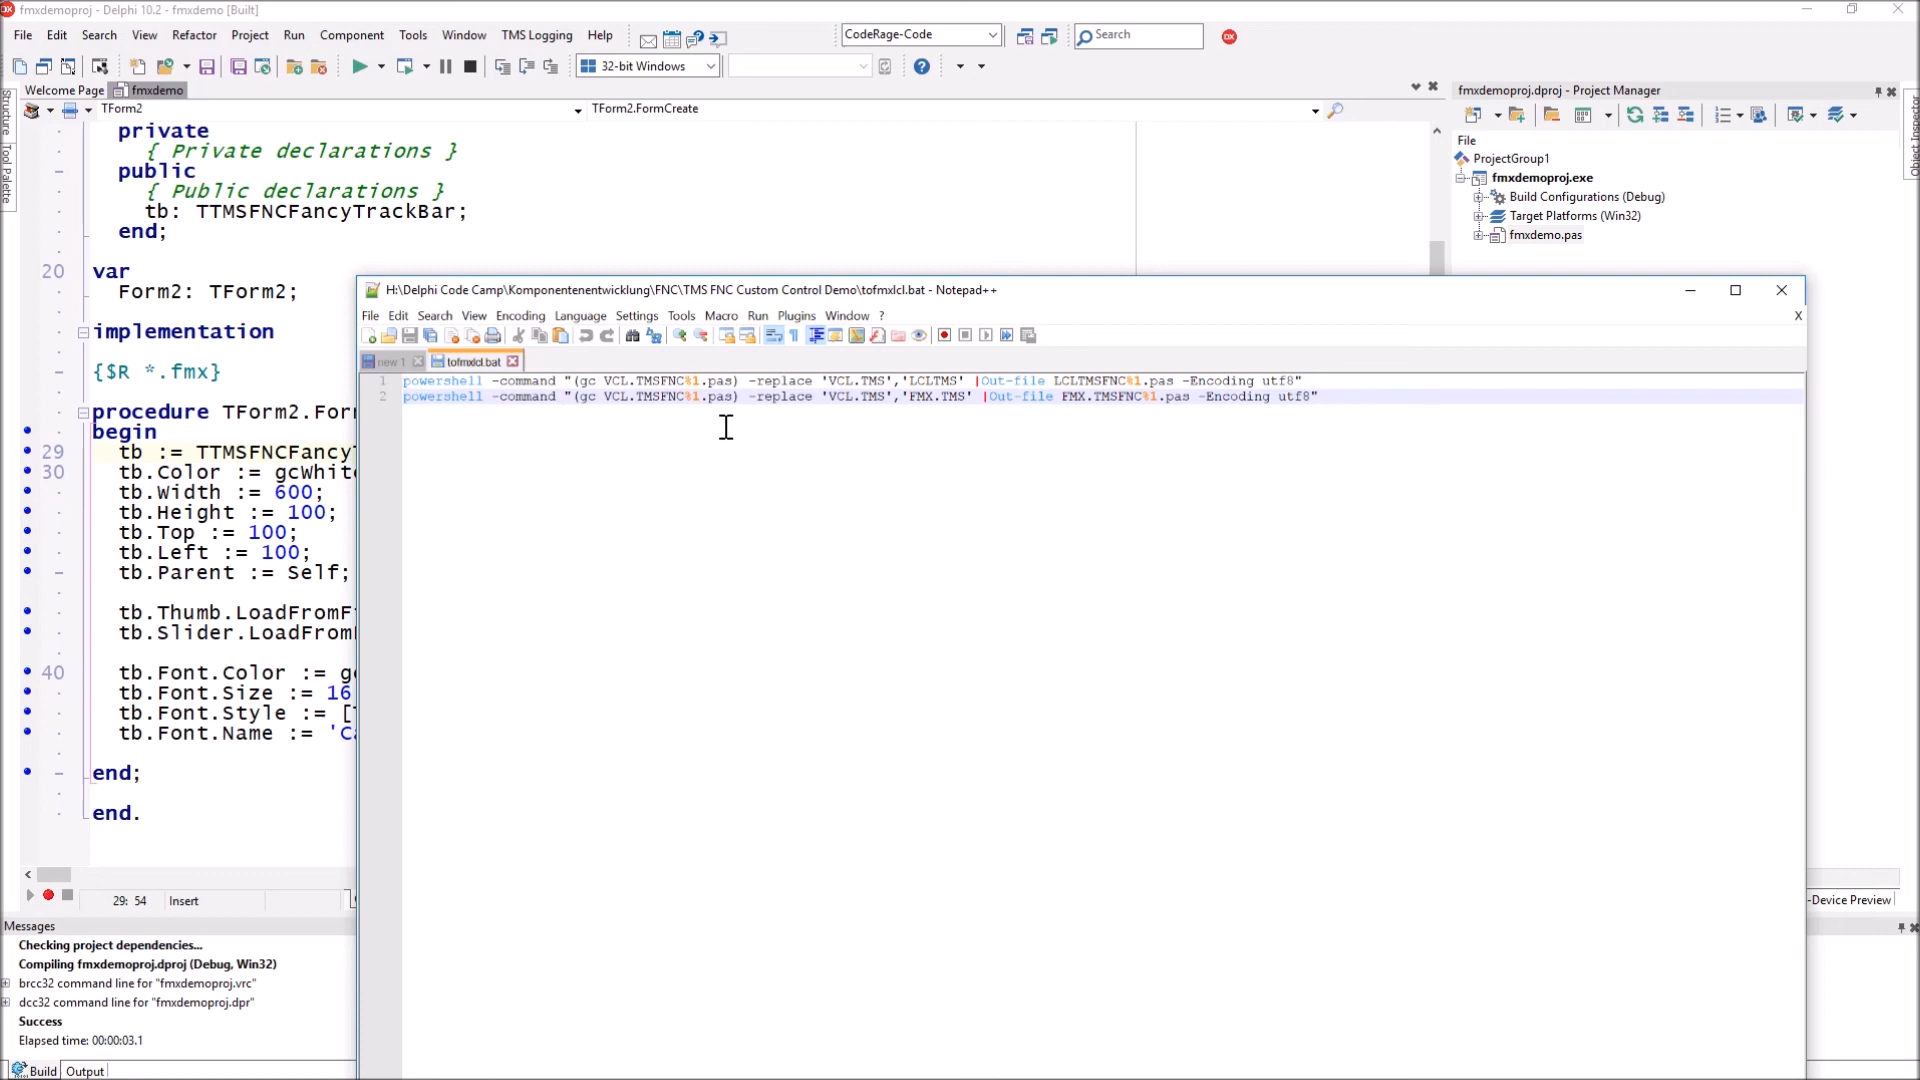 fmxdemoproj - Delphi 10.2 - fmxdemo [Built]
File Edit Search View Refactor Project Run Component Tools Window TMS Logging Help
CodeRage-Code
Search
32-bit Windows
Welcome Page fmxdemo
TForm2
TForm2.FormCreate
Structure
Tool Palette
private
{ Private declarations }
public
{ Public declarations }
tb: TTMSFNCFancyTrackBar;
end;
20 var
Form2: TForm2;
implementation
{$R *.fmx}
procedure TForm2.For
begin
29 tb := TTMSFNCFancy
30 tb.Color := gcWhite
tb.Width := 600;
tb.Height := 100;
tb.Top := 100;
tb.Left := 100;
tb.Parent := Self;
tb.Thumb.LoadFromF
tb.Slider.LoadFrom
40 tb.Font.Color := g
tb.Font.Size := 16
tb.Font.Style := [
tb.Font.Name := 'Ca
end;
end.
29: 54 Insert
Messages
Checking project dependencies...
Compiling fmxdemoproj.dproj (Debug, Win32)
brcc32 command line for "fmxdemoproj.vrc"
dcc32 command line for "fmxdemoproj.dpr"
Success
Elapsed time: 00:00:03.1
Build Output
H:\Delphi Code Camp\Komponentenentwicklung\FNC\TMS FNC Custom Control Demo\tofmxlcl.bat - Notepad++
File Edit Search View Encoding Language Settings Tools Macro Run Plugins Window ? X
new 1 tofmxlcl.bat
1 powershell -command "(gc VCL.TMSFNC%1.pas) -replace 'VCL.TMS','LCLTMS' |Out-file LCLTMSFNC%1.pas -Encoding utf8"
2 powershell -command "(gc VCL.TMSFNC%1.pas) -replace 'VCL.TMS','FMX.TMS' |Out-file FMX.TMSFNC%1.pas -Encoding utf8"
fmxdemoproj.dproj - Project Manager
File
ProjectGroup1
fmxdemoproj.exe
Build Configurations (Debug)
Target Platforms (Win32)
fmxdemo.pas
Object Inspector
-Device Preview